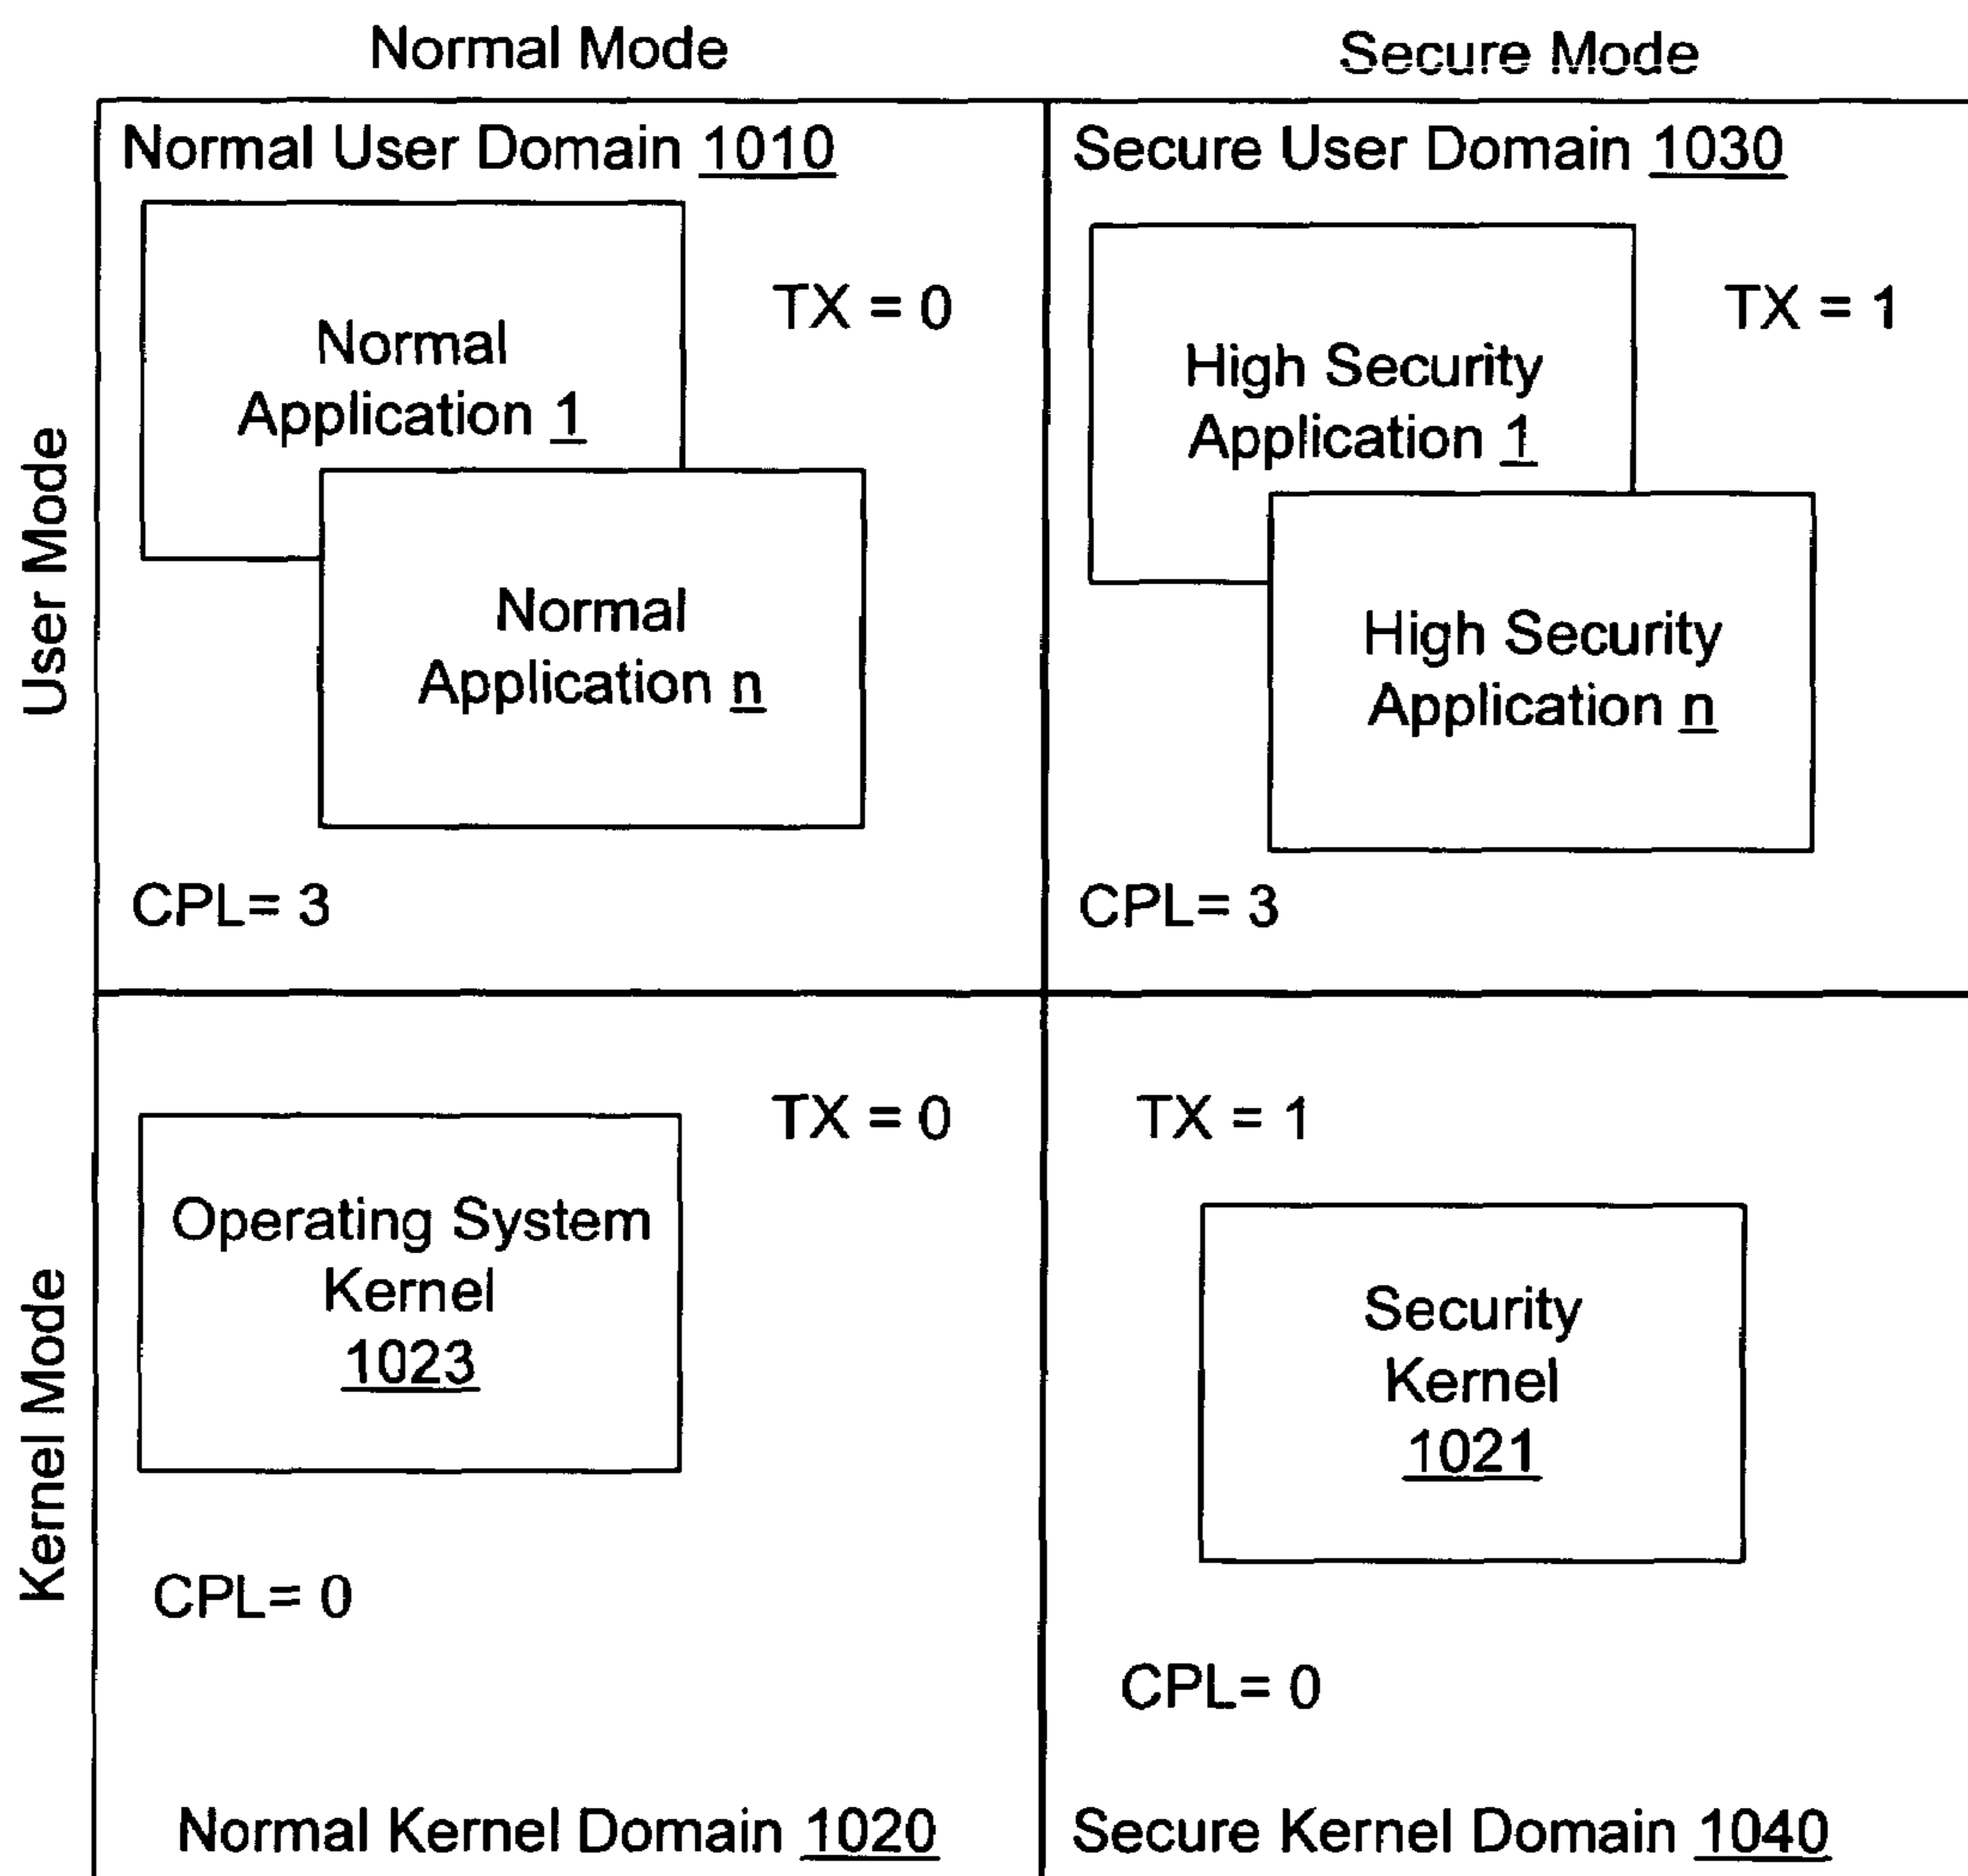 Normal Mode
Secure Mode
User Mode
Normal User Domain 1010
TX = 0
Normal
Application 1
Normal
Application n
CPL= 3
Secure User Domain 1030
TX = 1
High Security
Application 1
High Security
Application n
CPL= 3
Kernel Mode
TX = 0
Operating System
Kernel
1023
CPL= 0
Normal Kernel Domain 1020
TX = 1
Security
Kernel
1021
CPL= 0
Secure Kernel Domain 1040